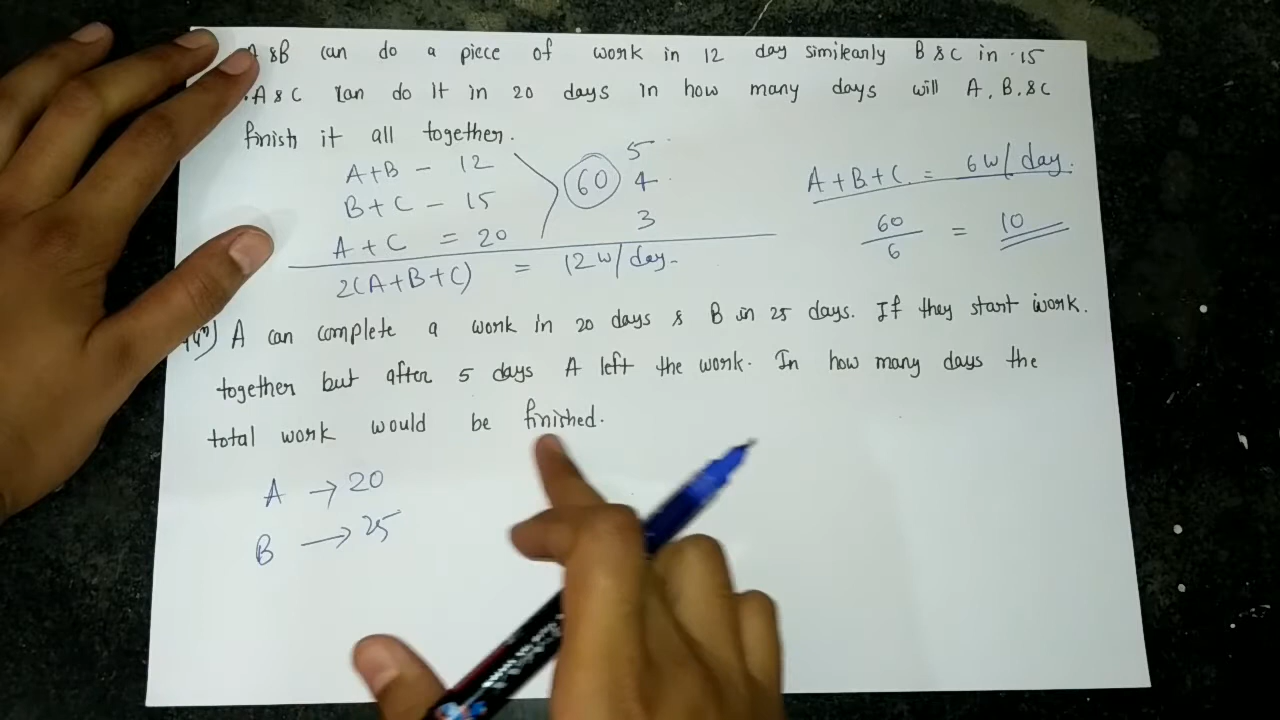 &B can do a piece of work in 12 day similearly B & C in 15
A & C can do it in 20 days In how many days will A, B, & C
finish it all together.
A+B - 12
B+C - 15
A+C = 20
60
5
4
3
2(A+B+C) = 12 W/day.
A+B+C = 6W/day.
60/6 = 10
A can complete a work in 20 days & B in 25 days. If they start work.
together but after 5 days A left the work. In how many days the
total work would be finished.
A → 20
B → 25